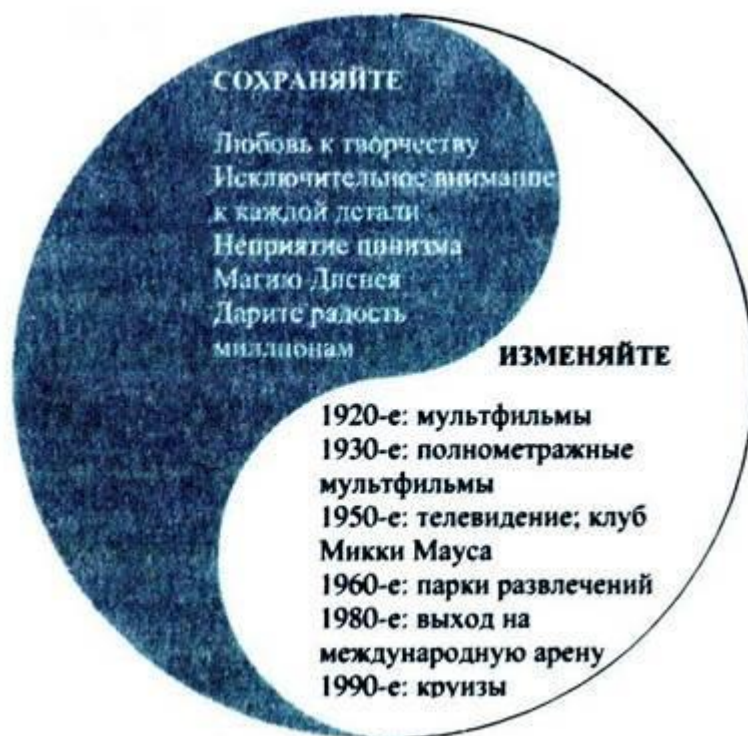 СОХРАНЯЙТЕ
Любовь к творчеству
Исключительное внимание
к каждой детали
Неприятие цинизма
Магию Диснея
Дарите радость
миллионам
ИЗМЕНЯЙТЕ
1920-е: мультфильмы
1930-е: полнометражные
мультфильмы
1950-е: телевидение; клуб
Микки Мауса
1960-е: парки развлечений
1980-е: выход на
международную арену
1990-е: круизы